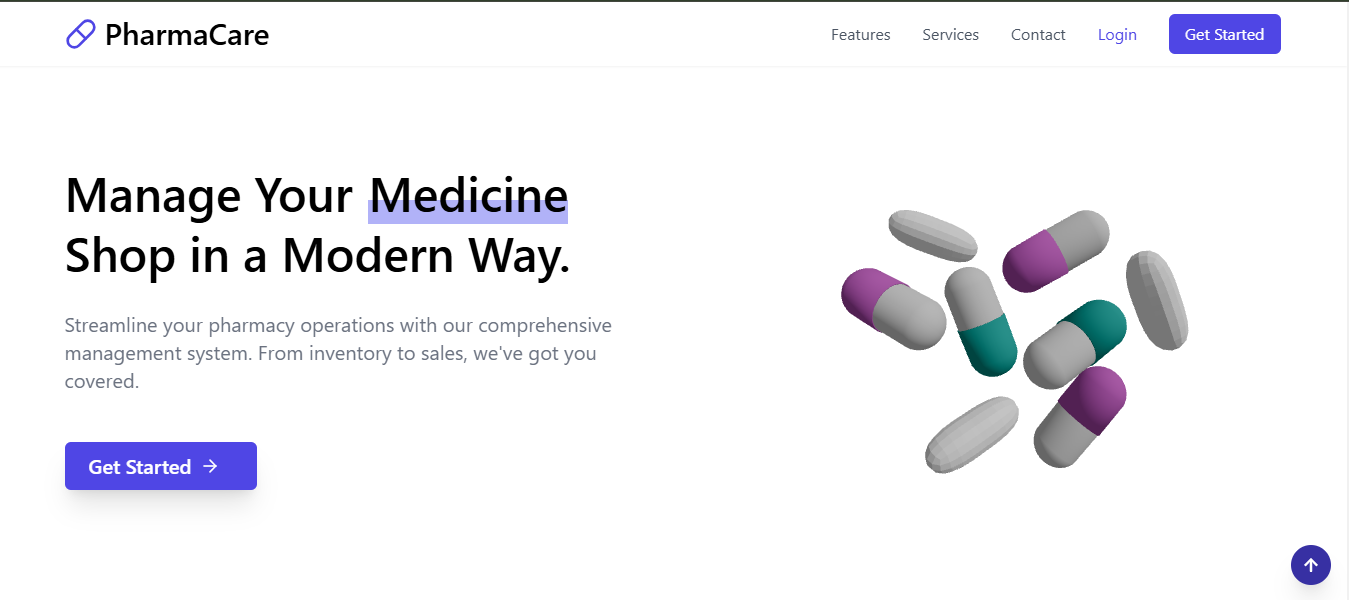 PharmaCare
Features
Services
Contact
Login
Get Started
Manage Your Medicine
Shop in a Modern Way.
Streamline your pharmacy operations with our comprehensive
management system. From inventory to sales, we've got you
covered.
Get Started